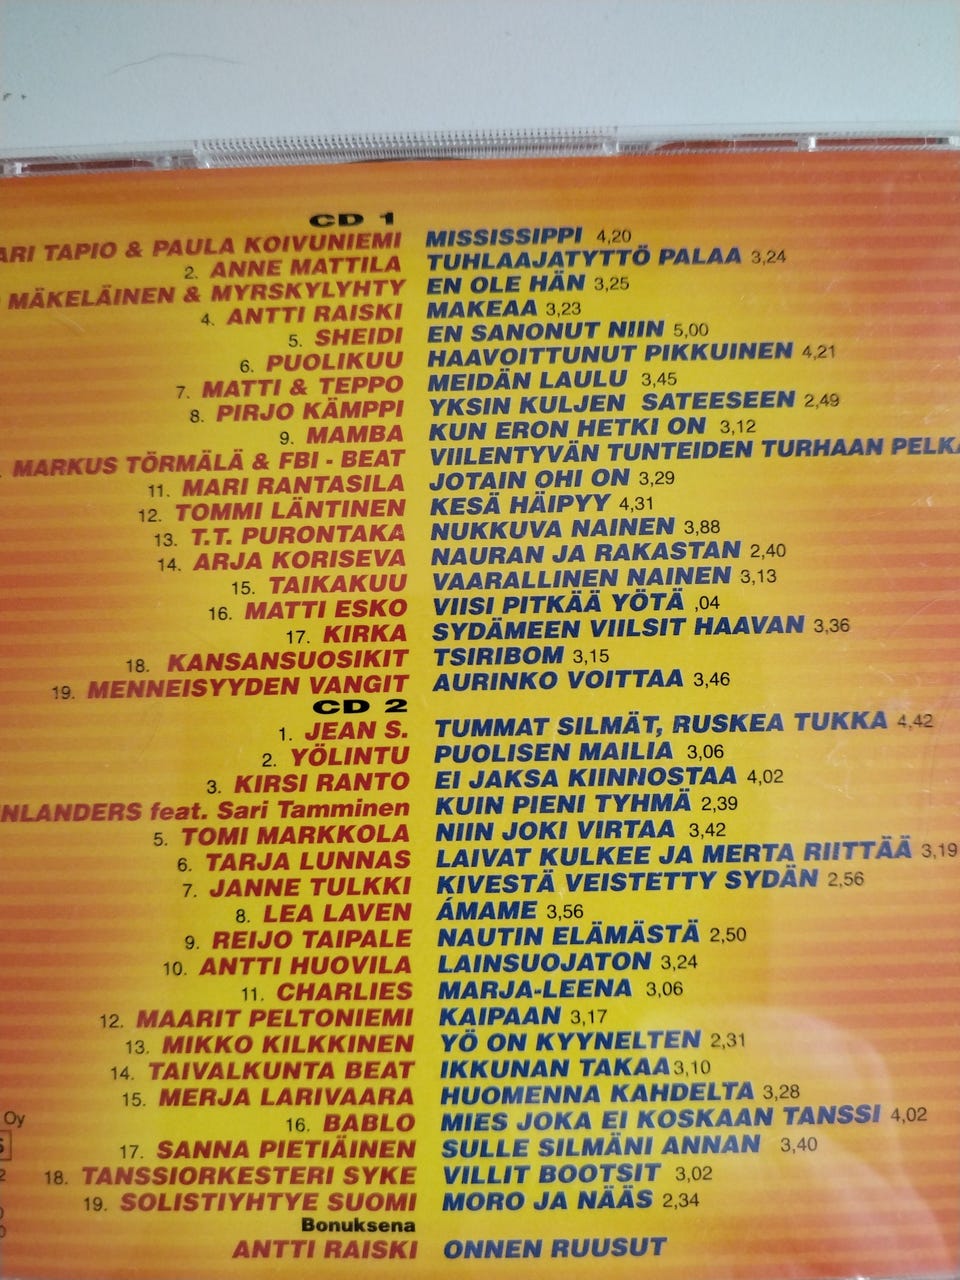 CD 1
ARI TAPIO & PAULA KOIVUNIEMI MISSISSIPPI 4,20
2. ANNE MATTILA TUHLAAJATYTTÖ PALAA 3,24
MÄKELÄINEN & MYRSKYLYHTY EN OLE HÄN 3,25
4. ANTTI RAISKI MAKEAA 3,23
5. SHEIDI EN SANONUT NIIN 5,00
6. PUOLIKUU HAAVOITTUNUT PIKKUINEN 4,21
7. MATTI & TEPPO MEIDÄN LAULU 3,45
8. PIRJO KÄMPPI YKSIN KULJEN SATEESEEN 2,49
9. MAMBA KUN ERON HETKI ON 3,12
. MARKUS TÖRMÄLÄ & FBI - BEAT VIILENTYVÄN TUNTEIDEN TURHAAN PELKÄ
11. MARI RANTASILA JOTAIN OHI ON 3,29
12. TOMMI LÄNTINEN KESÄ HÄIPYY 4,31
13. T.T. PURONTAKA NUKKUVA NAINEN 3,88
14. ARJA KORISEVA NAURAN JA RAKASTAN 2,40
15. TAIKAKUU VAARALLINEN NAINEN 3,13
16. MATTI ESKO VIISI PITKÄÄ YÖTÄ ,04
17. KIRKA SYDÄMEEN VIILSIT HAAVAN 3,36
18. KANSANSUOSIKIT TSIRIBOM 3,15
19. MENNEISYYDEN VANGIT AURINKO VOITTAA 3,46
CD 2
1. JEAN S. TUMMAT SILMÄT, RUSKEA TUKKA 4,42
2. YÖLINTU PUOLISEN MAILIA 3,06
3. KIRSI RANTO EI JAKSA KIINNOSTAA 4,02
NLANDERS feat. Sari Tamminen KUIN PIENI TYHMÄ 2,39
5. TOMI MARKKOLA NIIN JOKI VIRTAA 3,42
6. TARJA LUNNAS LAIVAT KULKEE JA MERTA RIITTÄÄ 3,19
7. JANNE TULKKI KIVESTÄ VEISTETTY SYDÄN 2,56
8. LEA LAVEN ÁMAME 3,56
9. REIJO TAIPALE NAUTIN ELÄMÄSTÄ 2,50
10. ANTTI HUOVILA LAINSUOJATON 3,24
11. CHARLIES MARJA-LEENA 3,06
12. MAARIT PELTONIEMI KAIPAAN 3,17
13. MIKKO KILKKINEN YÖ ON KYYNELTEN 2,31
14. TAIVALKUNTA BEAT IKKUNAN TAKAA 3,10
15. MERJA LARIVAARA HUOMENNA KAHDELTA 3,28
Oy
16. BABLO MIES JOKA EI KOSKAAN TANSSI 4,02
17. SANNA PIETIÄINEN SULLE SILMÄNI ANNAN 3,40
18. TANSSIORKESTERI SYKE VILLIT BOOTSIT 3,02
19. SOLISTIYHTYE SUOMI MORO JA NÄÄS 2,34
Bonuksena
ANTTI RAISKI ONNEN RUUSUT